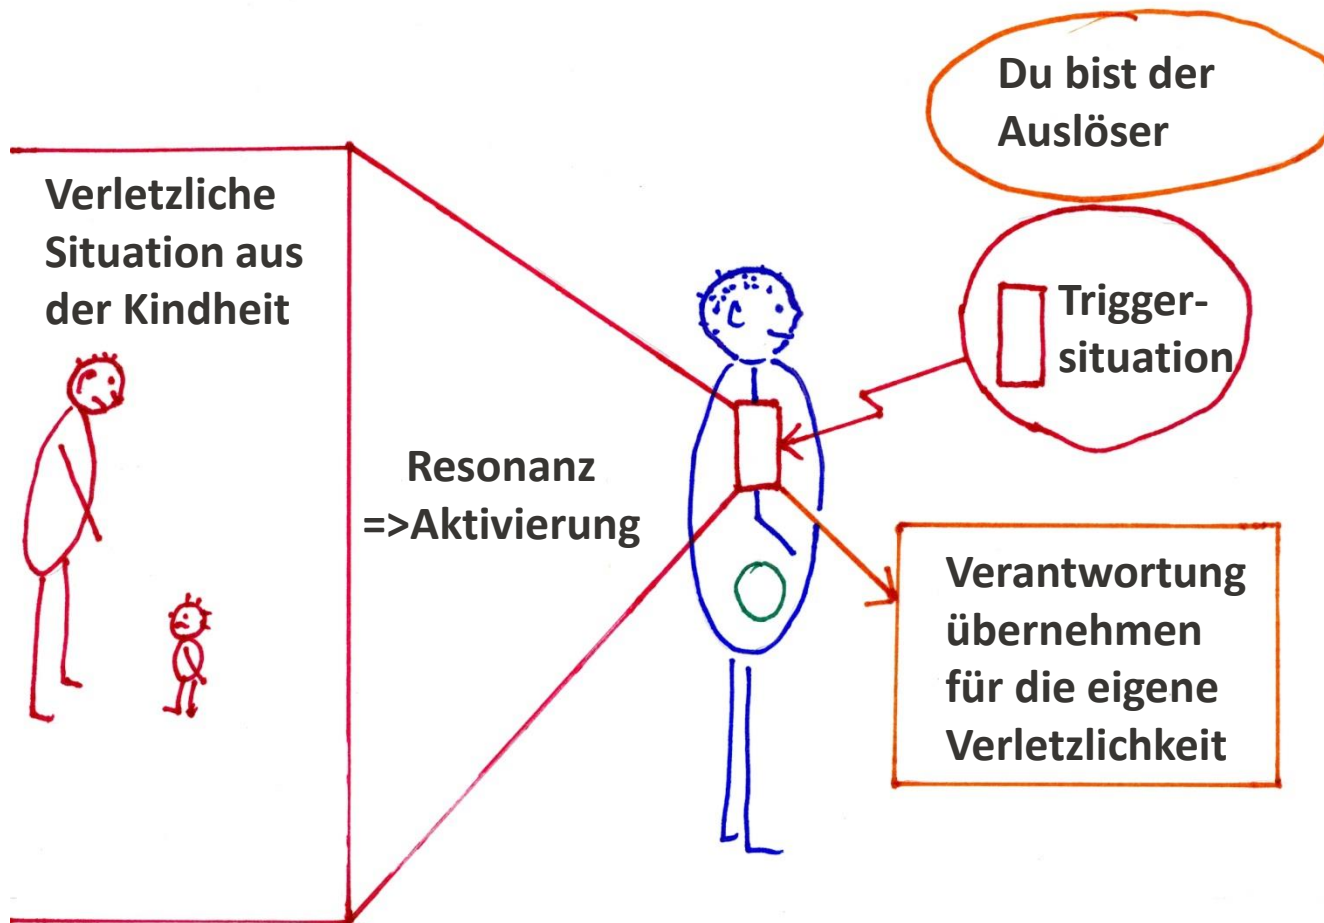 Du bist der
Auslöser
Verletzliche
Situation aus
der Kindheit
Trigger-
situation
Resonanz
=>Aktivierung
Verantwortung
übernehmen
für die eigene
Verletzlichkeit